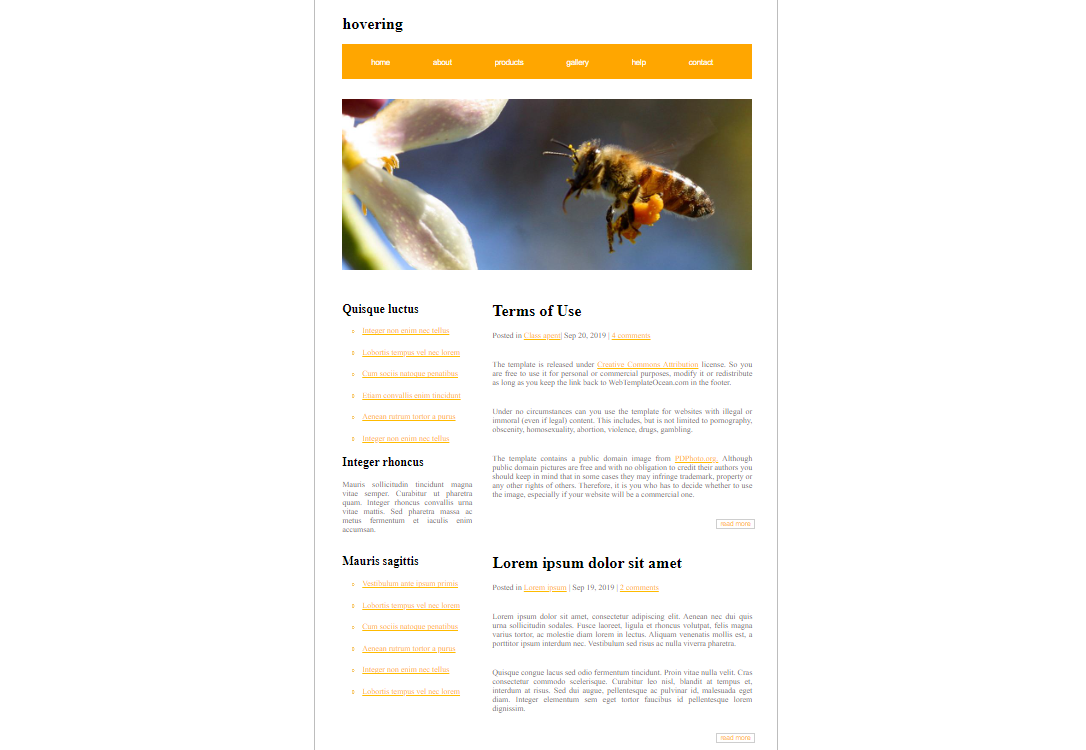 hovering
home about products gallery help contact
Quisque luctus
Integer non enim nec tellus
Lobortis tempus vel nec lorem
Cum sociis natoque penatibus
Etiam convallis enim tincidunt
Aenean rutrum tortor a purus
Integer non enim nec tellus
Integer rhoncus
Mauris sollicitudin tincidunt magna
vitae semper. Curabitur ut pharetra
quam. Integer rhoncus convallis urna
vitae mattis. Sed pharetra massa ac
metus fermentum et iaculis enim
accumsan.
Mauris sagittis
Vestibulum ante ipsum primis
Lobortis tempus vel nec lorem
Cum sociis natoque penatibus
Aenean rutrum tortor a purus
Integer non enim nec tellus
Lobortis tempus vel nec lorem
Terms of Use
Posted in Class agent| Sep 20, 2019 | 4 comments
The template is released under Creative Commons Attribution license. So you
are free to use it for personal or commercial purposes, modify it or redistribute
as long as you keep the link back to WebTemplateOcean.com in the footer.
Under no circumstances can you use the template for websites with illegal or
immoral (even if legal) content. This includes, but is not limited to pornography,
obscenity, homosexuality, abortion, violence, drugs, gambling.
The template contains a public domain image from PDPhoto.org. Although
public domain pictures are free and with no obligation to credit their authors you
should keep in mind that in some cases they may infringe trademark, property or
any other rights of others. Therefore, it is you who has to decide whether to use
the image, especially if your website will be a commercial one.
read more
Lorem ipsum dolor sit amet
Posted in Lorem ipsum | Sep 19, 2019 | 2 comments
Lorem ipsum dolor sit amet, consectetur adipiscing elit. Aenean nec dui quis
urna sollicitudin sodales. Fusce laoreet, ligula et rhoncus volutpat, felis magna
varius tortor, ac molestie diam lorem in lectus. Aliquam venenatis mollis est, a
porttitor ipsum interdum nec. Vestibulum sed risus ac nulla viverra pharetra.
Quisque congue lacus sed odio fermentum tincidunt. Proin vitae nulla velit. Cras
consectetur commodo scelerisque. Curabitur leo nisl, blandit at tempus et,
interdum at risus. Sed dui augue, pellentesque ac pulvinar id, malesuada eget
diam. Integer elementum sem eget tortor faucibus id pellentesque lorem
dignissim.
read more